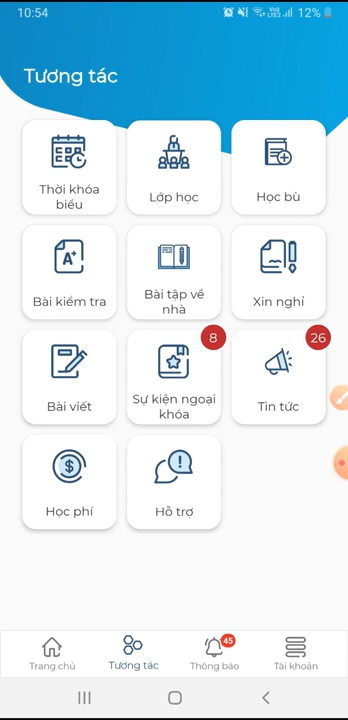 10:54
Vo))
LTE2
12%
Tương tác
Thời khóa
biểu
Lớp học
Học bù
A+
Bài kiểm tra
Bài tập về
nhà
Xin nghỉ
8
26
Bài viết
Sự kiện ngoại
khóa
Tin tức
$
!
Học phí
Hỗ trợ
45
Trang chủ
Tương tác
Thông báo
Tài khoản